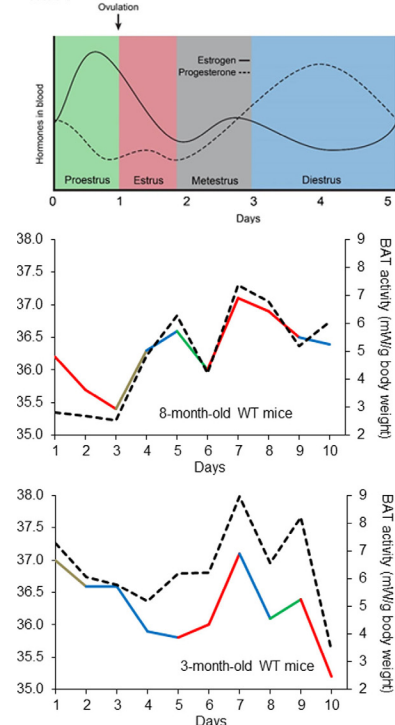 Ovulation
Estrogen
Progesterone
Hormones in blood
Proestrus Estrus Metestrus Diestrus
0 1 2 3 4 5
Days
38.0 9
37.5 8
37.0 7
36.5 6
36.0 5
35.5 4
35.0 3
2
BAT activity (mW/g body weight)
8-month-old WT mice
1 2 3 4 5 6 7 8 9 10
Days
38.0 9
37.5 8
37.0 7
36.5 6
36.0 5
35.5 4
35.0 3
2
BAT activity (mW/g body weight)
3-month-old WT mice
1 2 3 4 5 6 7 8 9 10
Days